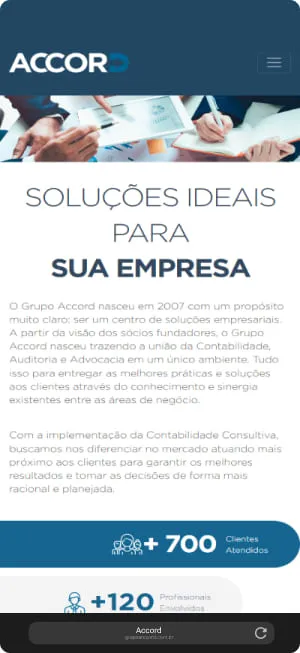 ACCORD
SOLUÇÕES IDEAIS
PARA
SUA EMPRESA
O Grupo Accord nasceu em 2007 com um propósito
muito claro: ser um centro de soluções empresariais.
A partir da visão dos sócios fundadores, o Grupo
Accord nasceu trazendo a união da Contabilidade,
Auditoria e Advocacia em um único ambiente. Tudo
isso para entregar as melhores práticas e soluções
aos clientes através do conhecimento e sinergia
existentes entre as áreas de negócio.
Com a implementação da Contabilidade Consultiva,
buscamos nos diferenciar no mercado atuando mais
próximo aos clientes para garantir os melhores
resultados e tomar as decisões de forma mais
racional e planejada.
+ 700 Clientes
Atendidos
+120 Profissionais
Envolvidos
Accord
grupoaccord.com.br